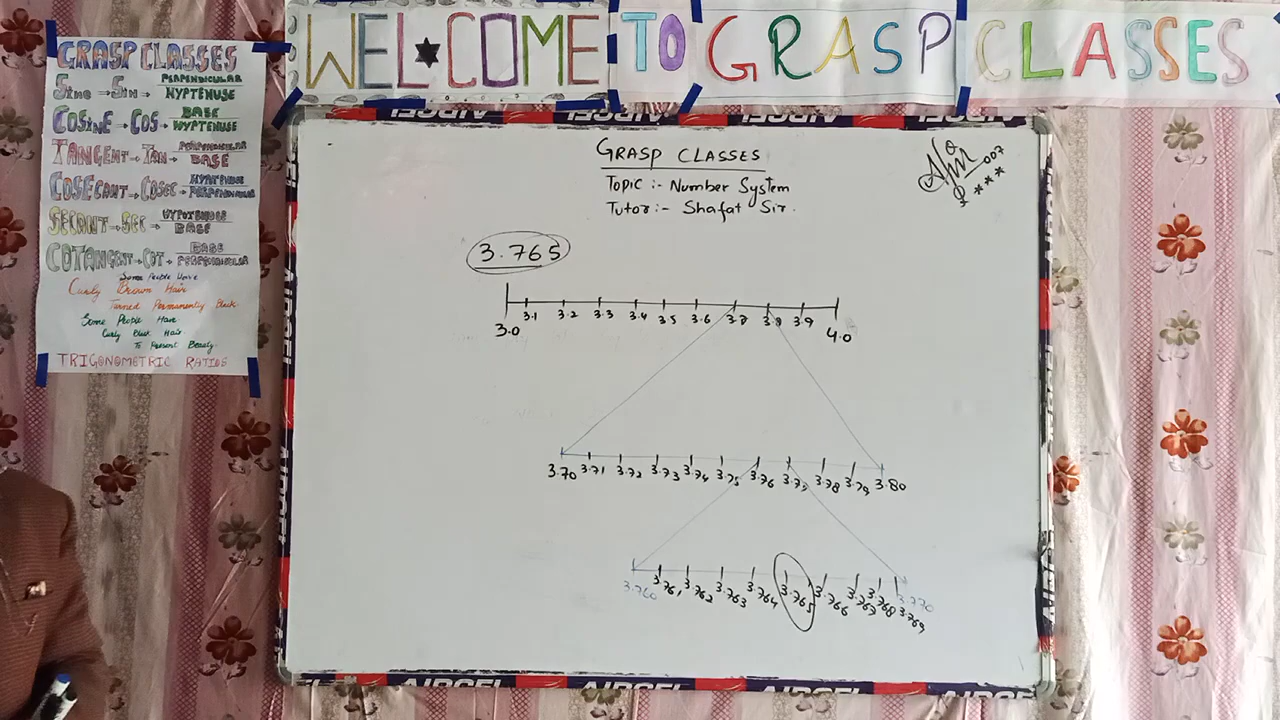 WELCOME TO GRASP CLASSES
GRASP CLASSES
Sine → Sin → PERPENDICULAR
HYPTENUSE
COSINE → COS → BASE
HYPTENUSE
TANGENT → TAN → PERPENDICULAR
BASE
COSECANT → COSEC → HYPOTENUSE
PERPENDICULAR
SECANT → SEC → HYPOTENUSE
BASE
COTANGENT → COT → BASE
PERPENDICULAR
Some People Have
Curly Brown Hair
Turned Permanently Black.
Some People Have
Curly Black Hair
To Present Beauty.
TRIGONOMETRIC RATIOS
GRASP CLASSES
Topic :- Number System
Tutor :- Shafat Sir.
007
3.765
3.0 3.1 3.2 3.3 3.4 3.5 3.6 3.7 3.8 3.9 4.0
3.70 3.71 3.72 3.73 3.74 3.75 3.76 3.77 3.78 3.79 3.80
3.760 3.761 3.762 3.763 3.764 3.765 3.766 3.767 3.768 3.769 3.770
AIRCEL AIRCEL AIRCEL AIRCEL